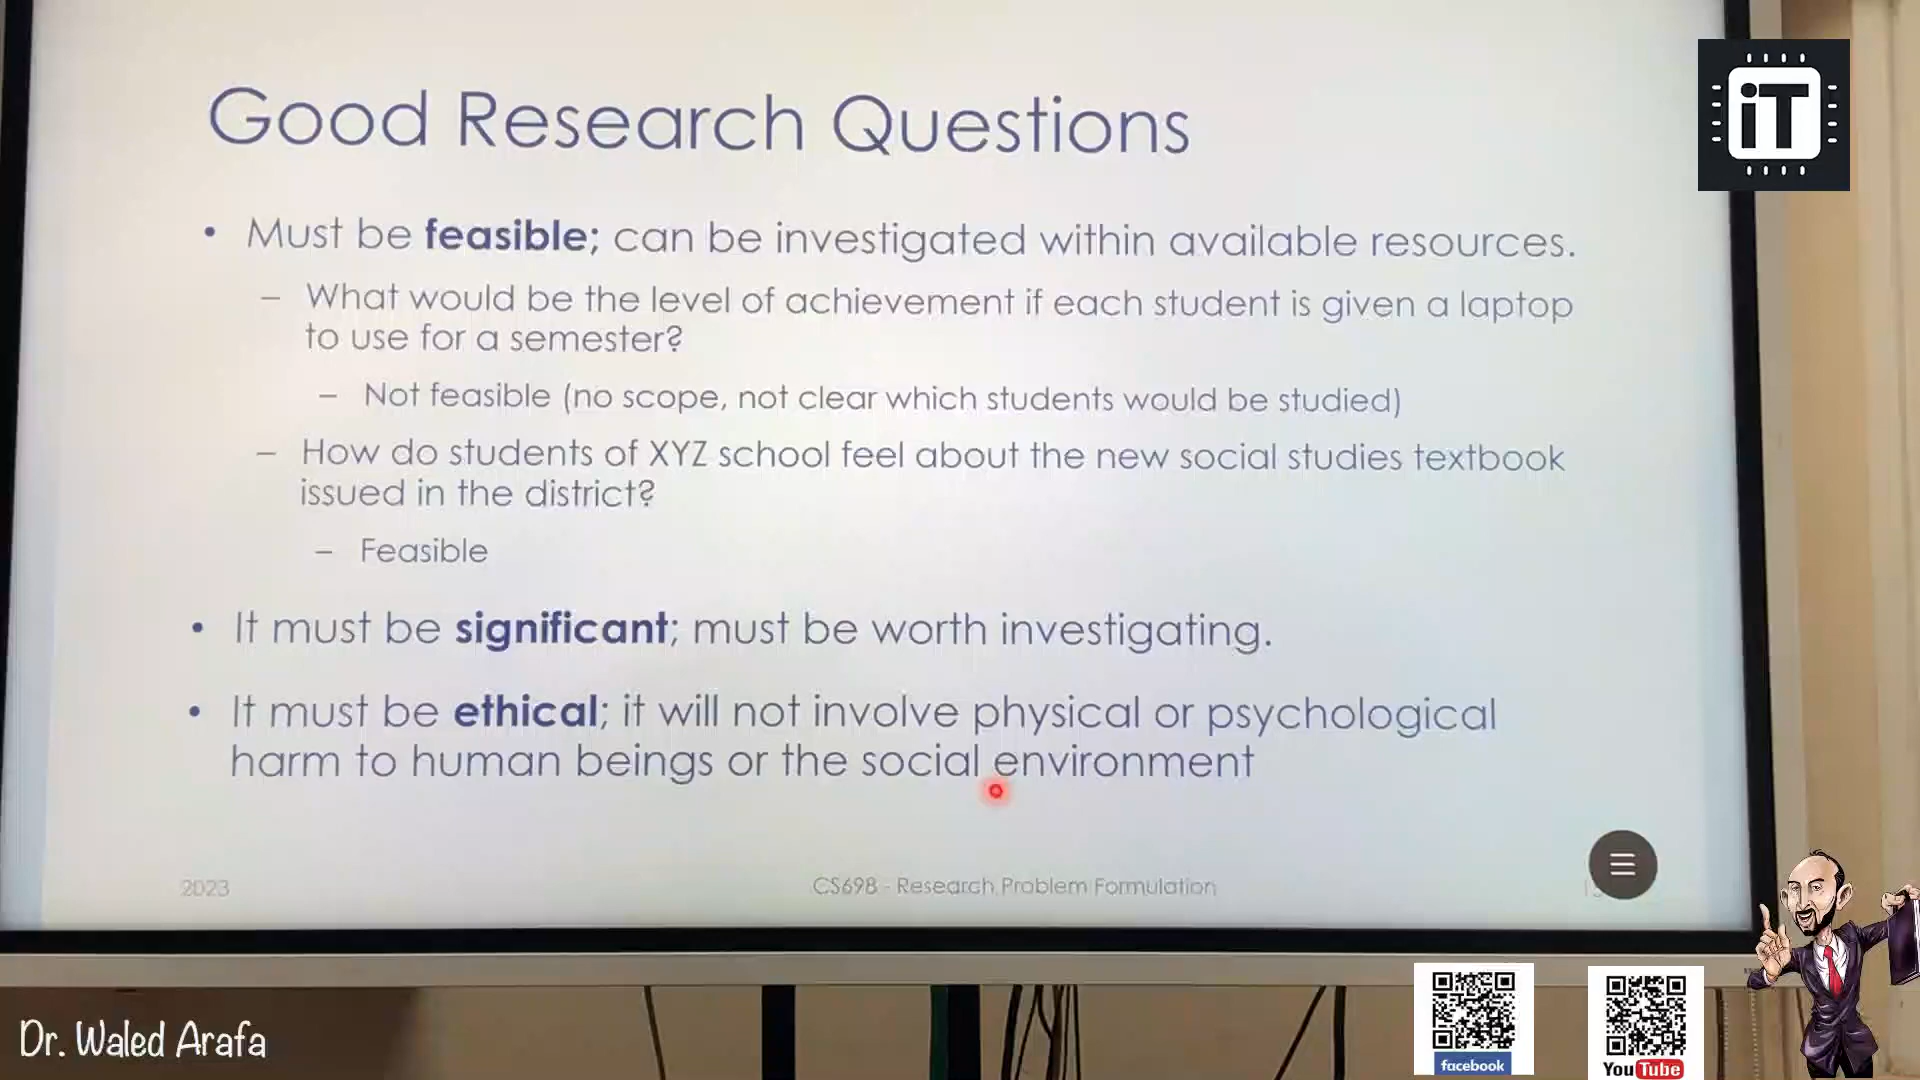 iT
Good Research Questions
• Must be feasible; can be investigated within available resources.
– What would be the level of achievement if each student is given a laptop
to use for a semester?
– Not feasible (no scope, not clear which students would be studied)
– How do students of XYZ school feel about the new social studies textbook
issued in the district?
– Feasible
• It must be significant; must be worth investigating.
• It must be ethical; it will not involve physical or psychological
harm to human beings or the social environment
2023
CS698 - Research Problem Formulation
Dr. Waled Arafa
facebook
YouTube